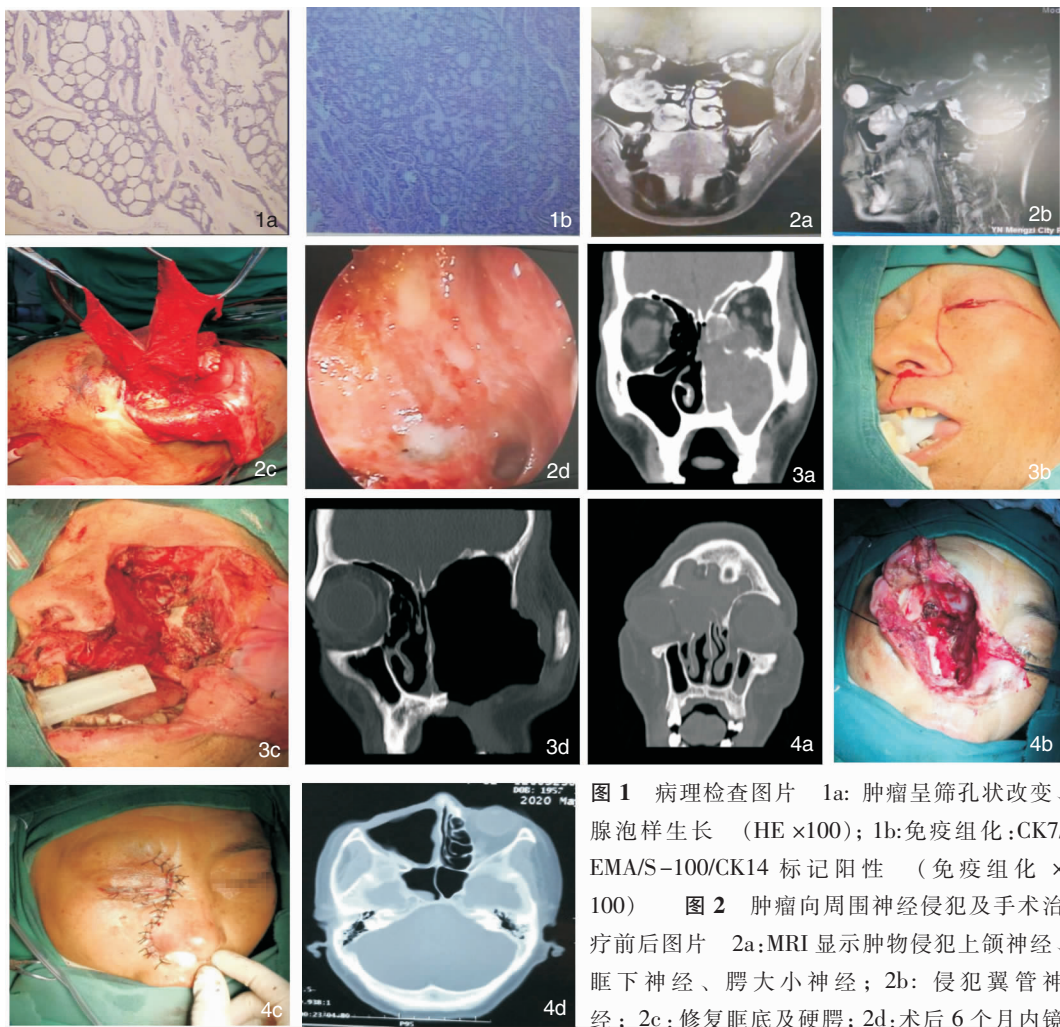 1a
1b
2a
2b
YN Mengzi City
2c
2d
3a
3b
3c
3d
4a
4b
4c
DOB: 1957
2020 Ma
4d
图 1 病理检查图片 1a: 肿瘤呈筛孔状改变、
腺泡样生长 (HE ×100); 1b:免疫组化:CK7/
EMA/S-100/CK14 标记阳性 (免疫组化 ×
100) 图 2 肿瘤向周围神经侵犯及手术治
疗前后图片 2a:MRI 显示肿物侵犯上颌神经、
眶下神经、腭大小神经; 2b: 侵犯翼管神
经; 2c:修复眶底及硬腭; 2d:术后 6 个月内镜